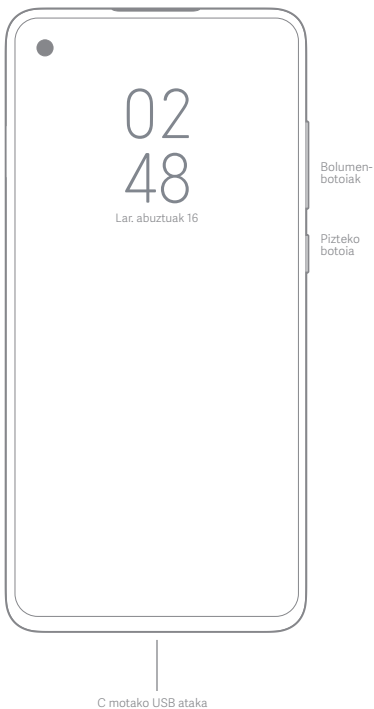 02
48
Lar. abuztuak 16
Bolumen-
botoiak
Pizteko
botoia
C motako USB ataka